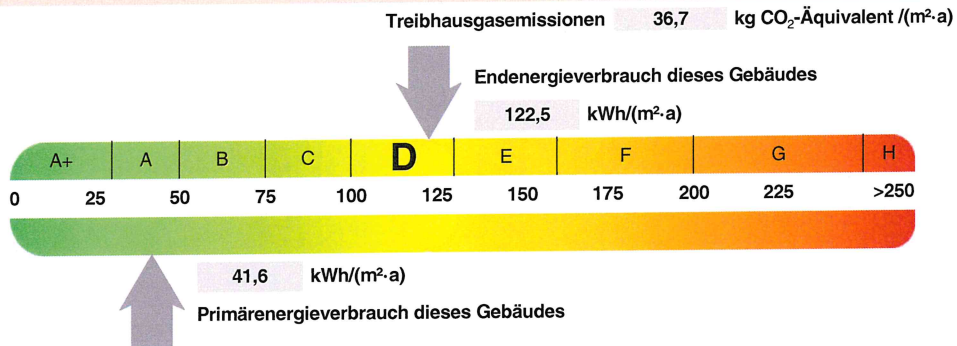 Treibhausgasemissionen 36,7 kg CO₂-Äquivalent /(m²·a)
Endenergieverbrauch dieses Gebäudes
122,5 kWh/(m²·a)
A+ A B C D E F G H
0 25 50 75 100 125 150 175 200 225 >250
41,6 kWh/(m²·a)
Primärenergieverbrauch dieses Gebäudes